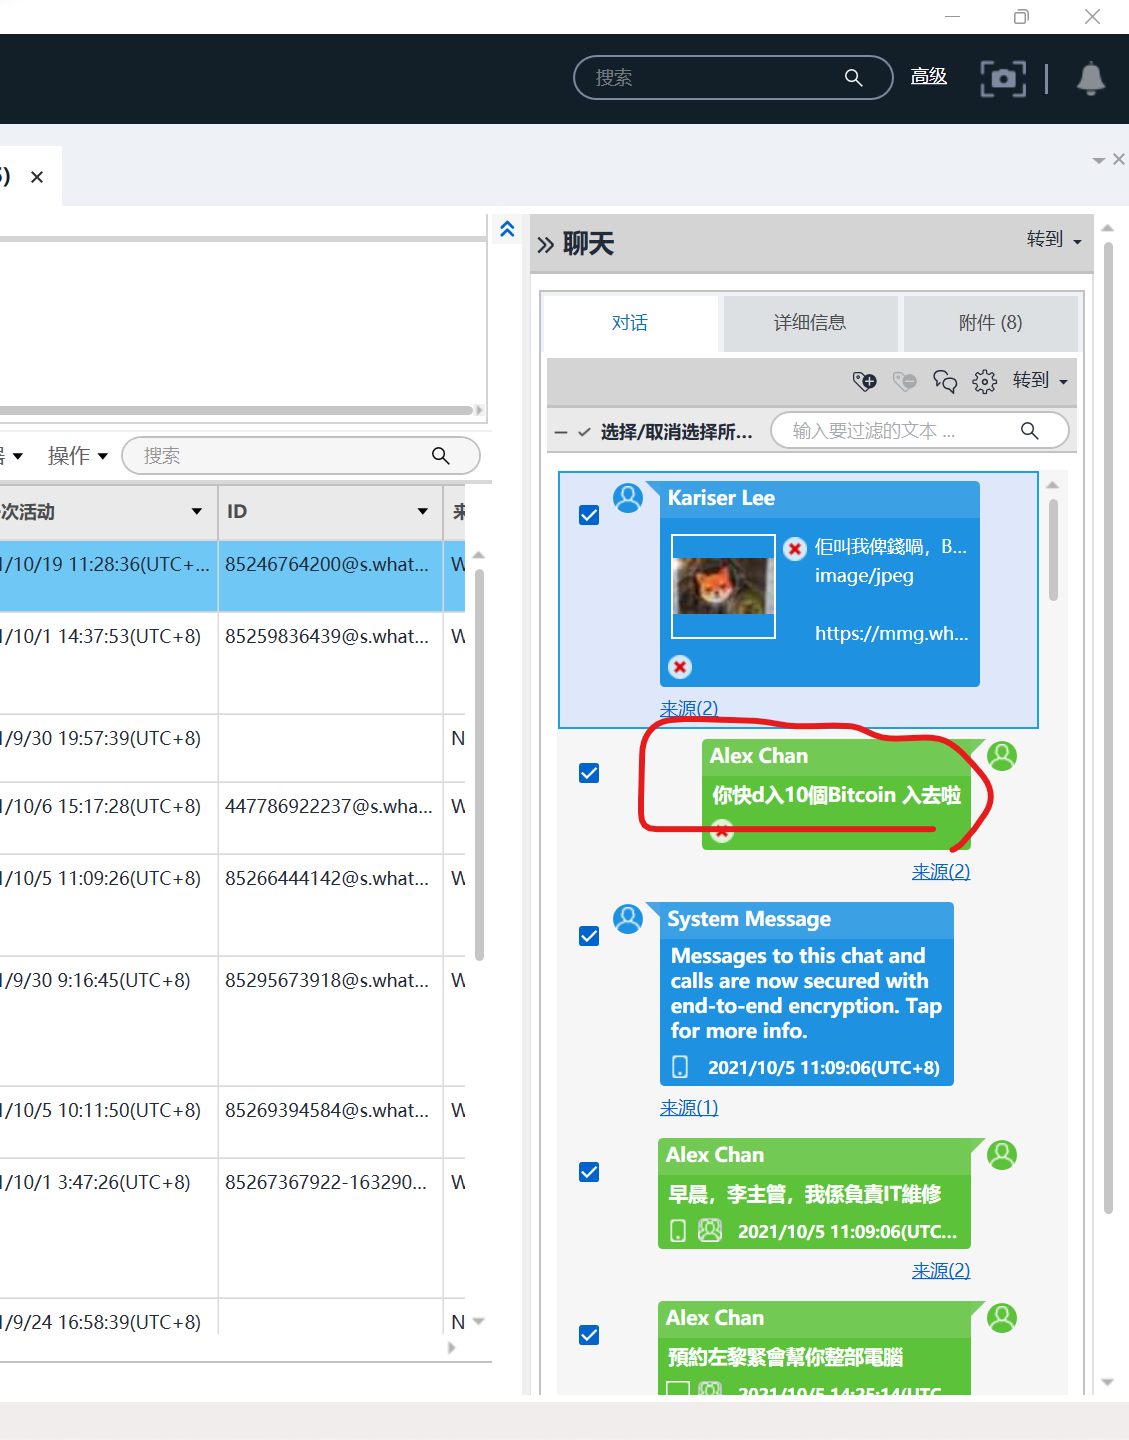 搜索
高级
聊天
转到
对话
详细信息
附件 (8)
转到
选择/取消选择所...
输入要过滤的文本 ...
操作
搜索
次活动
ID
/10/19 11:28:36(UTC+...
85246764200@s.what...
/10/1 14:37:53(UTC+8)
85259836439@s.what...
/9/30 19:57:39(UTC+8)
N
/10/6 15:17:28(UTC+8)
447786922237@s.wha...
/10/5 11:09:26(UTC+8)
85266444142@s.what...
/9/30 9:16:45(UTC+8)
85295673918@s.what...
/10/5 10:11:50(UTC+8)
85269394584@s.what...
/10/1 3:47:26(UTC+8)
85267367922-163290...
/9/24 16:58:39(UTC+8)
N
Kariser Lee
佢叫我俾錢喎，B...
image/jpeg
https://mmg.wh...
来源(2)
Alex Chan
你快d入10個Bitcoin 入去啦
来源(2)
System Message
Messages to this chat and
calls are now secured with
end-to-end encryption. Tap
for more info.
2021/10/5 11:09:06(UTC+8)
来源(1)
Alex Chan
早晨，李主管，我係負責IT維修
2021/10/5 11:09:06(UTC...
来源(2)
Alex Chan
預約左黎緊會幫你整部電腦
2021/10/5 14:25:14(UTC